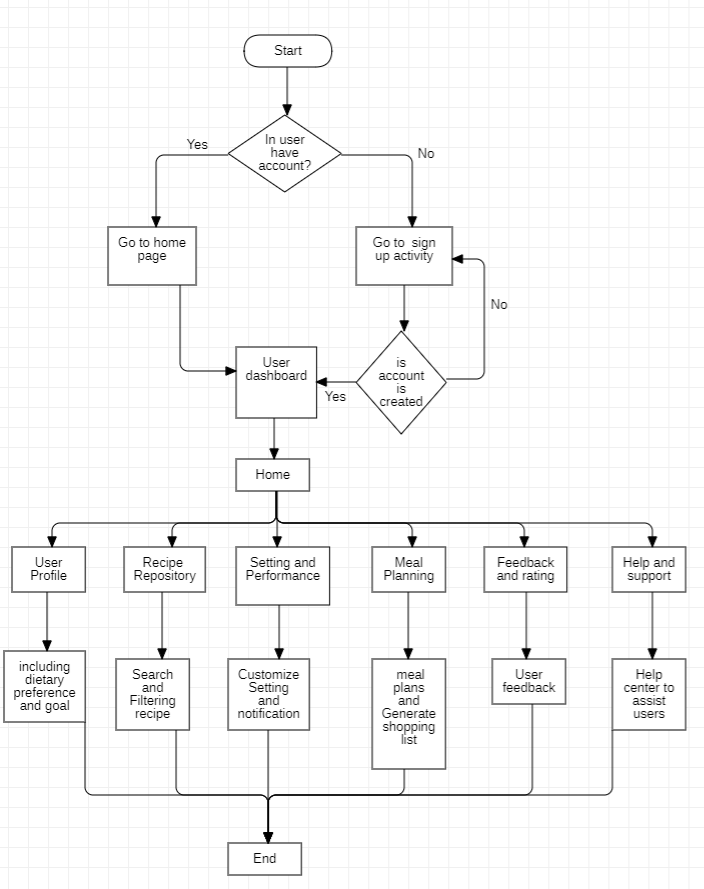 Start
In user
have
account?
Yes
No
Go to home
page
Go to sign
up activity
No
User
dashboard
is
account
is
created
Yes
Home
User
Profile
Recipe
Repository
Setting and
Performance
Meal
Planning
Feedback
and rating
Help and
support
including
dietary
preference
and goal
Search
and
Filtering
recipe
Customize
Setting
and
notification
meal
plans
and
Generate
shopping
list
User
feedback
Help
center to
assist
users
End